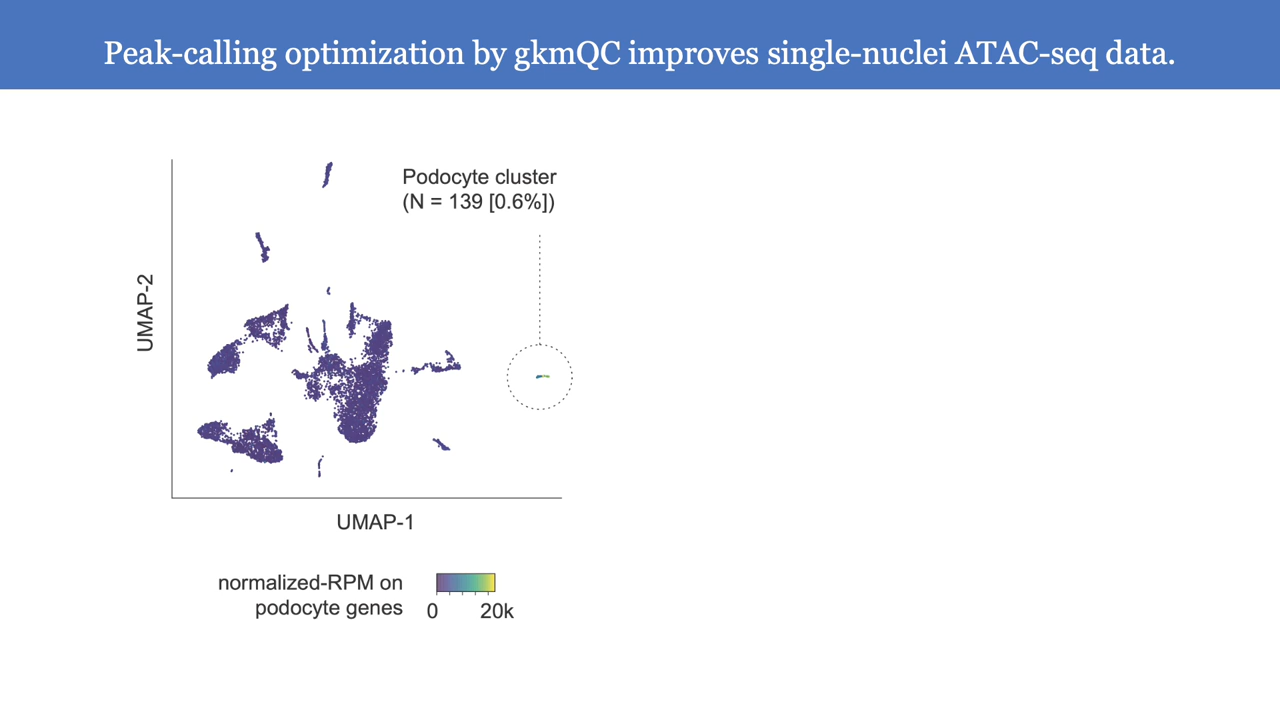 Peak-calling optimization by gkmQC improves single-nuclei ATAC-seq data.
Podocyte cluster
(N = 139 [0.6%])
UMAP-2
UMAP-1
normalized-RPM on
podocyte genes
0 20k